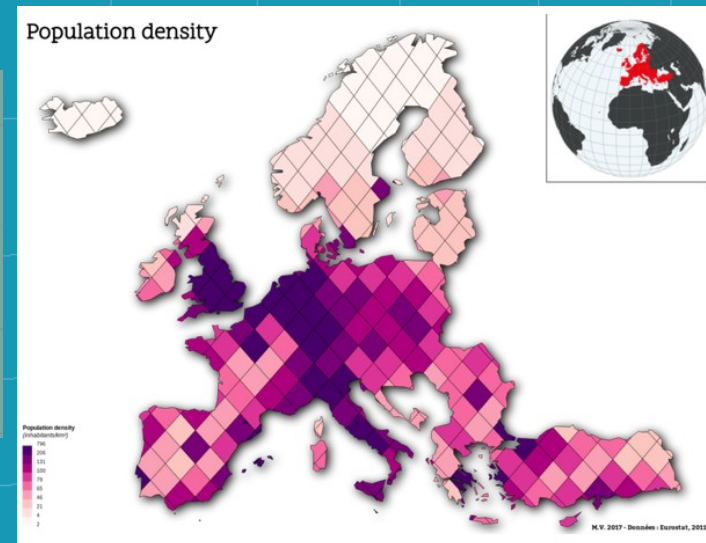 Population density
Population density
(inhabitants/km²)
796
206
131
100
79
65
46
21
4
2
M.V. 2017 - Données : Eurostat, 2011